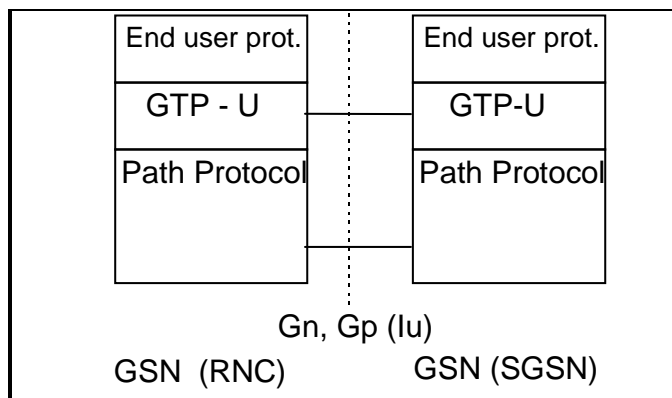 End user prot.
End user prot.
GTP - U
GTP-U
Path Protocol
Path Protocol
Gn, Gp (Iu)
GSN (RNC)
GSN (SGSN)